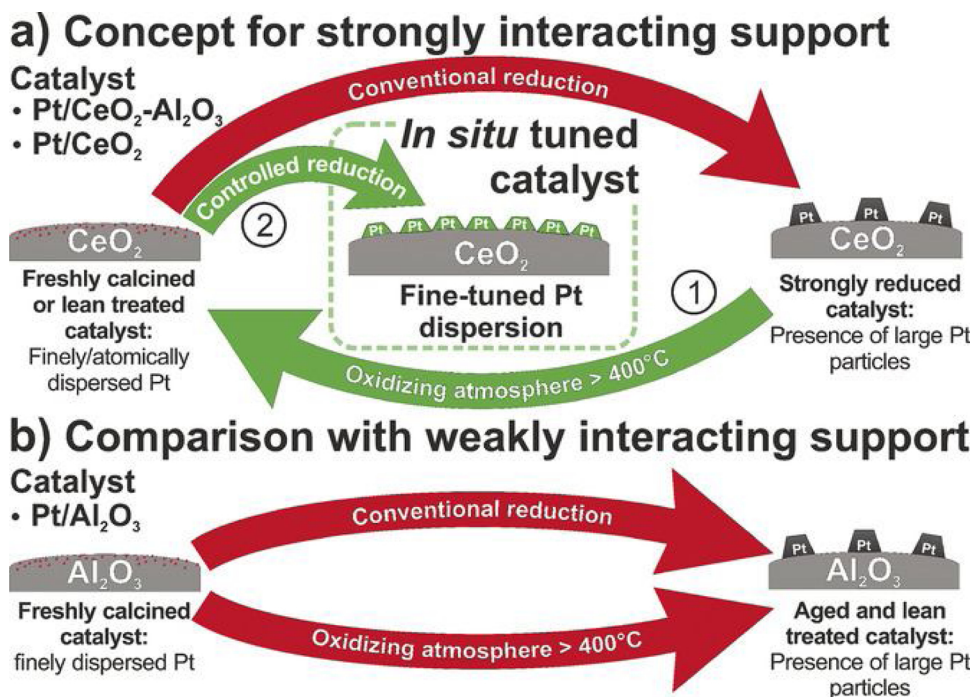 a) Concept for strongly interacting support
Catalyst
• Pt/CeO₂-Al₂O₃
• Pt/CeO₂
Conventional reduction
Controlled reduction
②
In situ tuned
catalyst
Pt Pt Pt Pt Pt Pt Pt
CeO₂
Fine-tuned Pt
dispersion
CeO₂
Freshly calcined
or lean treated
catalyst:
Finely/atomically
dispersed Pt
Pt Pt Pt
CeO₂
Strongly reduced
catalyst:
Presence of large Pt
particles
①
Oxidizing atmosphere > 400°C
b) Comparison with weakly interacting support
Catalyst
• Pt/Al₂O₃
Conventional reduction
Al₂O₃
Freshly calcined
catalyst:
finely dispersed Pt
Oxidizing atmosphere > 400°C
Pt Pt Pt
Al₂O₃
Aged and lean
treated catalyst:
Presence of large Pt
particles